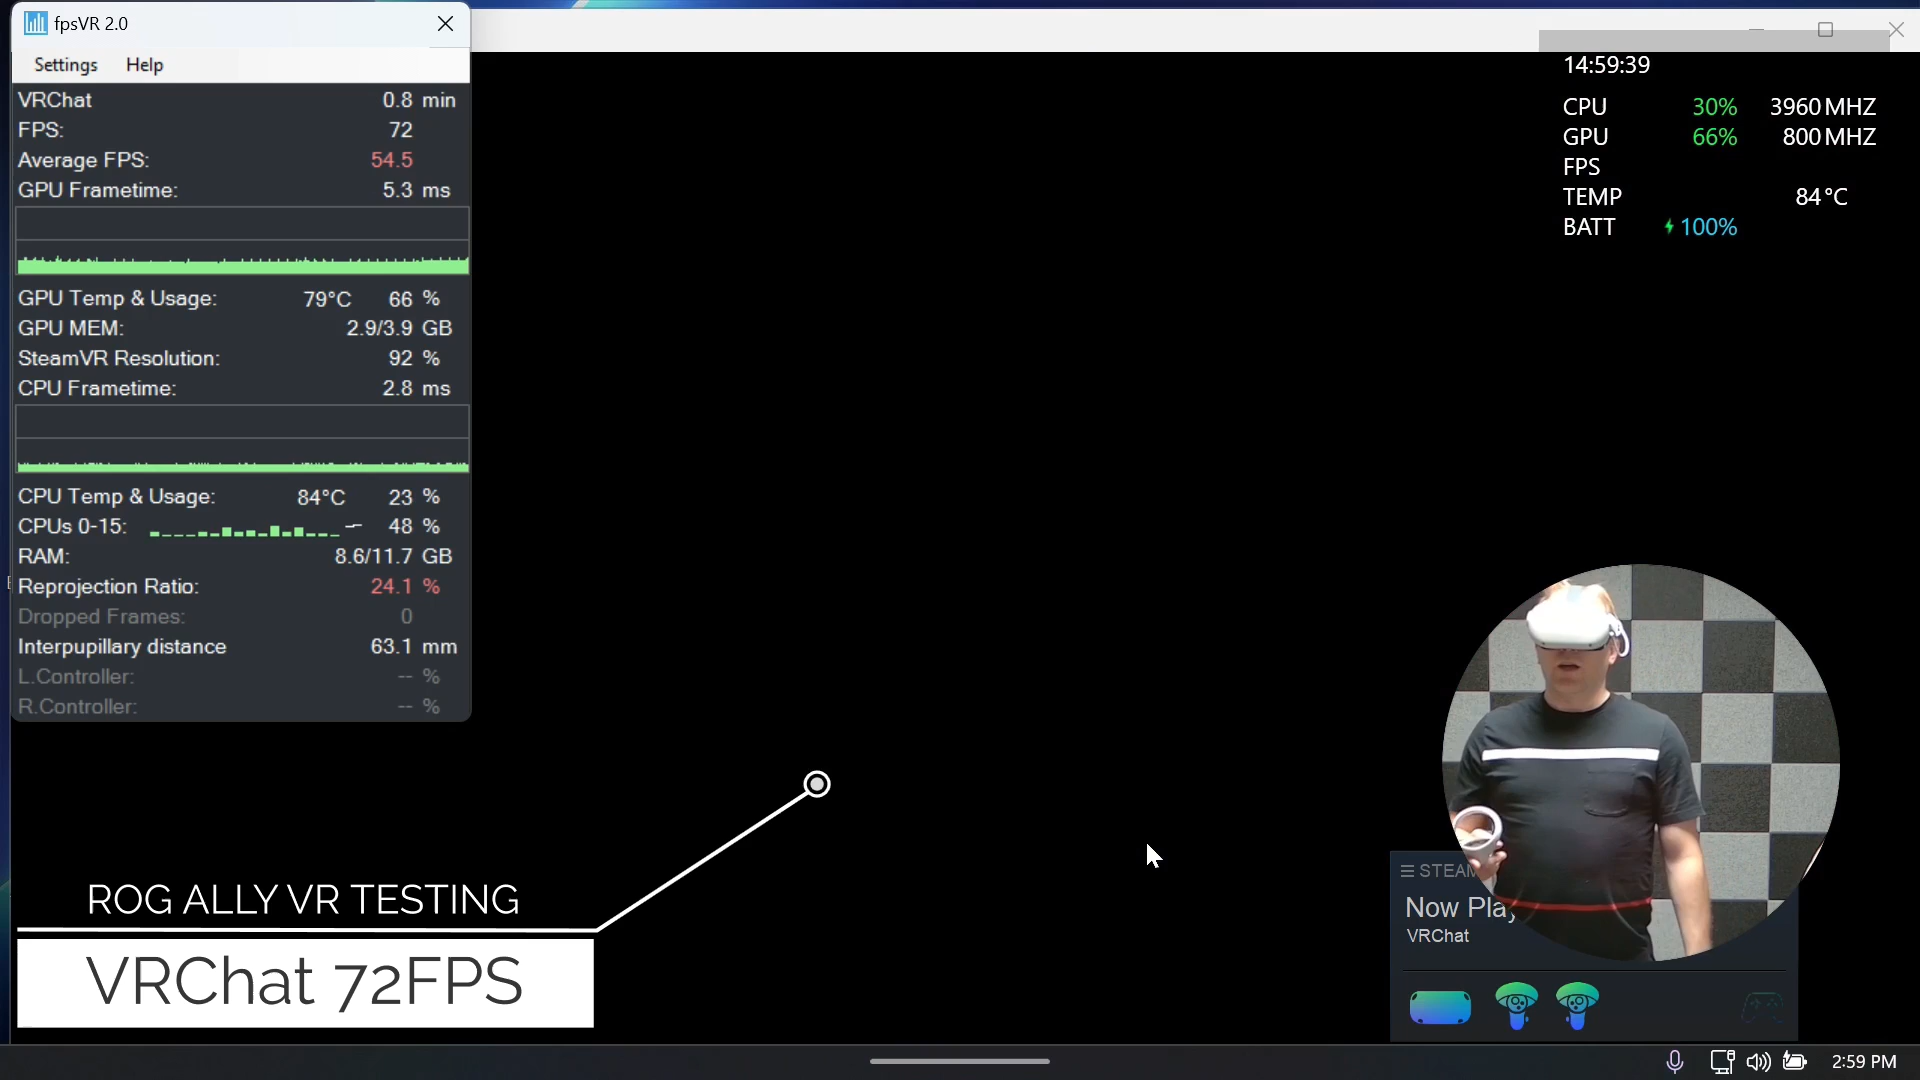 fpsVR 2.0
Settings Help
VRChat 0.8 min
FPS: 72
Average FPS: 54.5
GPU Frametime: 5.3 ms
GPU Temp & Usage: 79°C 66 %
GPU MEM: 2.9/3.9 GB
SteamVR Resolution: 92 %
CPU Frametime: 2.8 ms
CPU Temp & Usage: 84°C 23 %
CPUs 0-15: 48 %
RAM: 8.6/11.7 GB
Reprojection Ratio: 24.1 %
Dropped Frames: 0
Interpupillary distance 63.1 mm
L.Controller: -- %
R.Controller: -- %
14:59:39
CPU 30% 3960 MHZ
GPU 66% 800 MHZ
FPS
TEMP 84 °C
BATT 100%
ROG ALLY VR TESTING
VRChat 72FPS
Now
VRChat
2:59 PM